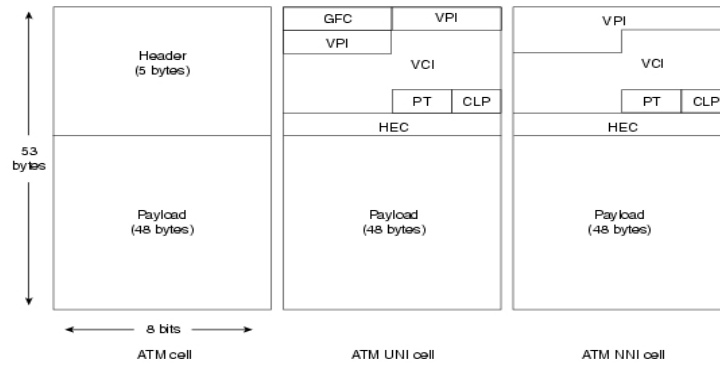 GFC VPI VPI
Header
(5 bytes)
VPI
VCI VCI
PT CLP PT CLP
HEC HEC
53
bytes
Payload Payload Payload
(48 bytes) (48 bytes) (48 bytes)
8 bits
ATM cell ATM UNI cell ATM NNI cell